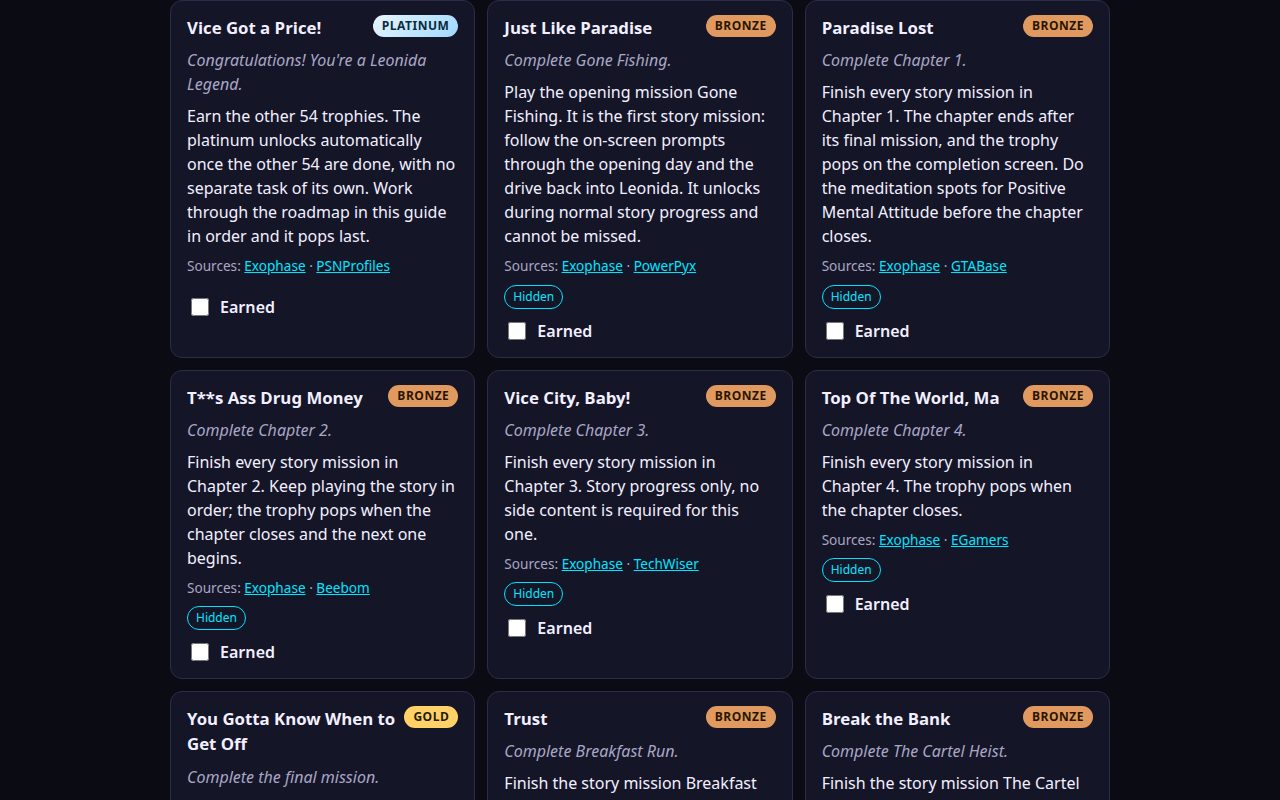 Vice Got a Price!
PLATINUM
Congratulations! You're a Leonida
Legend.
Earn the other 54 trophies. The
platinum unlocks automatically
once the other 54 are done, with no
separate task of its own. Work
through the roadmap in this guide
in order and it pops last.
Sources: Exophase · PSNProfiles
Earned
Just Like Paradise
BRONZE
Complete Gone Fishing.
Play the opening mission Gone
Fishing. It is the first story mission:
follow the on-screen prompts
through the opening day and the
drive back into Leonida. It unlocks
during normal story progress and
cannot be missed.
Sources: Exophase · PowerPyx
Hidden
Earned
Paradise Lost
BRONZE
Complete Chapter 1.
Finish every story mission in
Chapter 1. The chapter ends after
its final mission, and the trophy
pops on the completion screen. Do
the meditation spots for Positive
Mental Attitude before the chapter
closes.
Sources: Exophase · GTABase
Hidden
Earned
T**s Ass Drug Money
BRONZE
Complete Chapter 2.
Finish every story mission in
Chapter 2. Keep playing the story in
order; the trophy pops when the
chapter closes and the next one
begins.
Sources: Exophase · Beebom
Hidden
Earned
Vice City, Baby!
BRONZE
Complete Chapter 3.
Finish every story mission in
Chapter 3. Story progress only, no
side content is required for this
one.
Sources: Exophase · TechWiser
Hidden
Earned
Top Of The World, Ma
BRONZE
Complete Chapter 4.
Finish every story mission in
Chapter 4. The trophy pops when
the chapter closes.
Sources: Exophase · EGamers
Hidden
Earned
You Gotta Know When to
Get Off
GOLD
Complete the final mission.
Trust
BRONZE
Complete Breakfast Run.
Finish the story mission Breakfast
Break the Bank
BRONZE
Complete The Cartel Heist.
Finish the story mission The Cartel